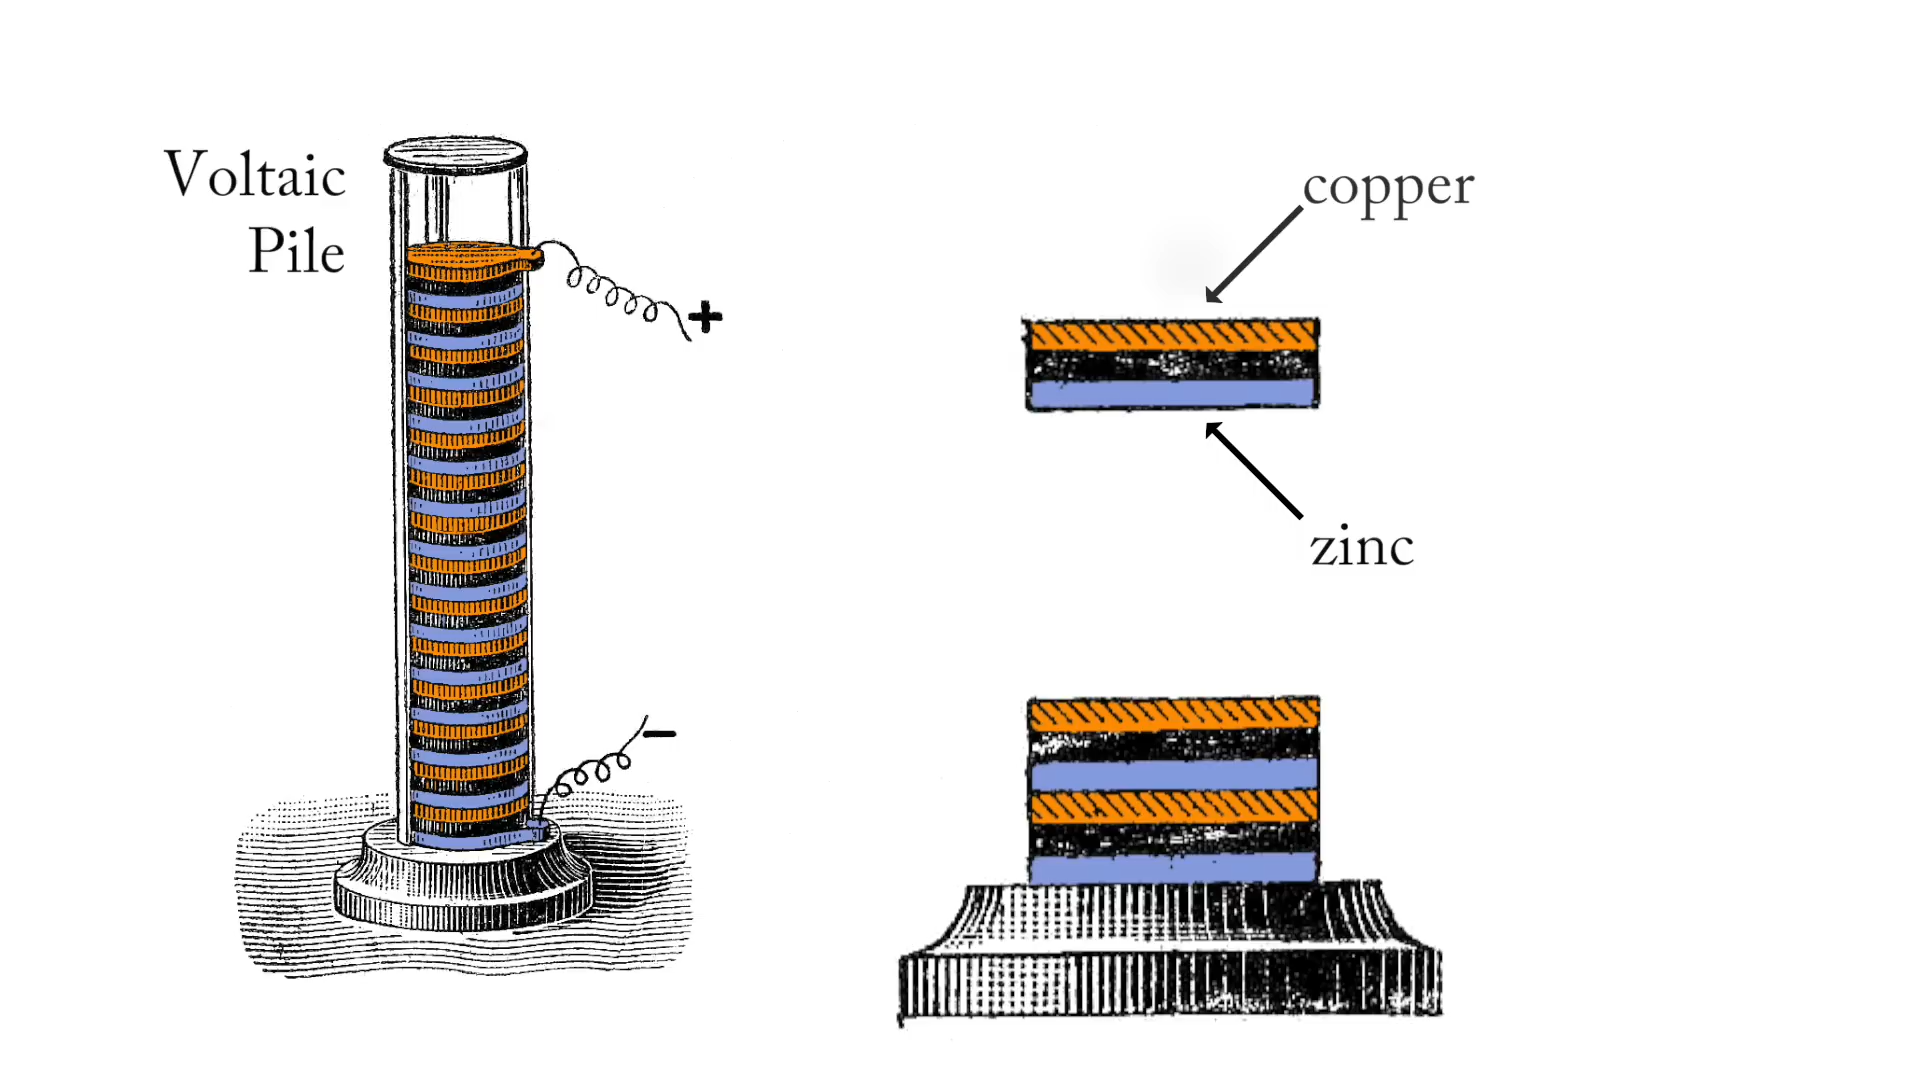 Voltaic
Pile
+
−
copper
zinc